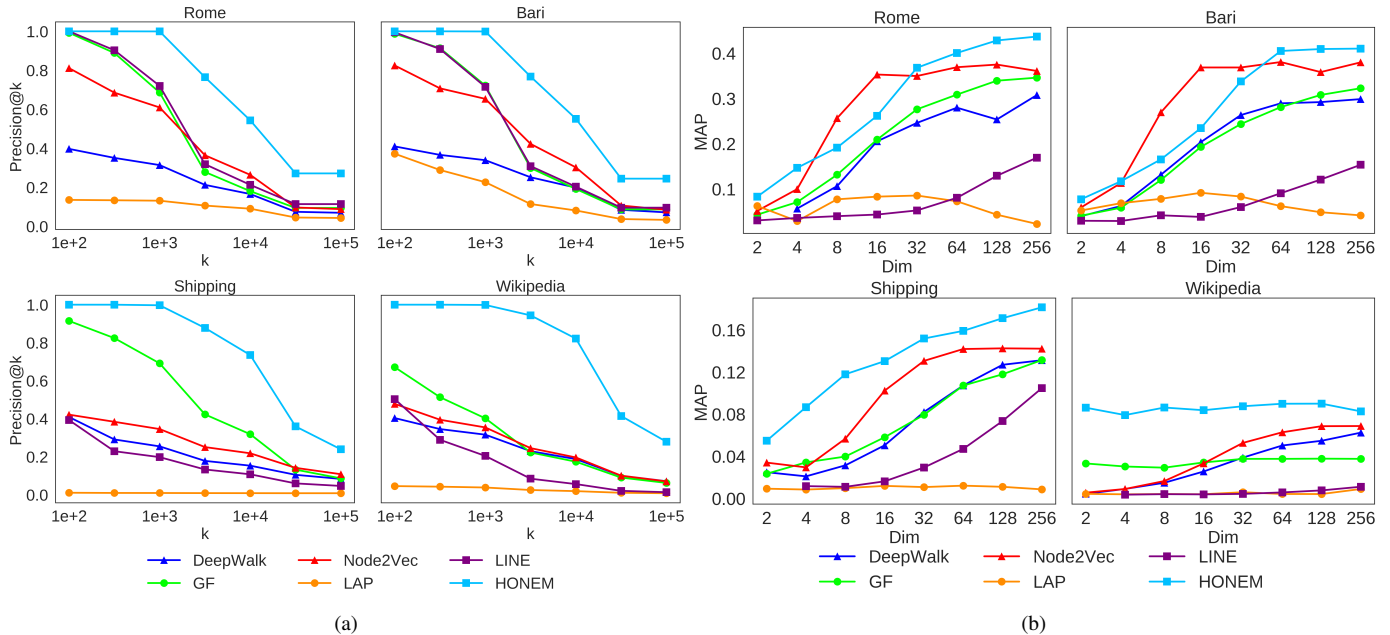 Rome
Bari
Precision@k
1.0
0.8
0.6
0.4
0.2
0.0
1e+2 1e+3 1e+4 1e+5
k
1e+2 1e+3 1e+4 1e+5
k
Shipping
Wikipedia
Precision@k
1.0
0.8
0.6
0.4
0.2
0.0
1e+2 1e+3 1e+4 1e+5
k
1e+2 1e+3 1e+4 1e+5
k
DeepWalk Node2Vec LINE
GF LAP HONEM
(a)
Rome
Bari
MAP
0.4
0.3
0.2
0.1
2 4 8 16 32 64 128 256
Dim
2 4 8 16 32 64 128 256
Dim
Shipping
Wikipedia
MAP
0.16
0.12
0.08
0.04
0.00
2 4 8 16 32 64 128 256
Dim
2 4 8 16 32 64 128 256
Dim
DeepWalk Node2Vec LINE
GF LAP HONEM
(b)